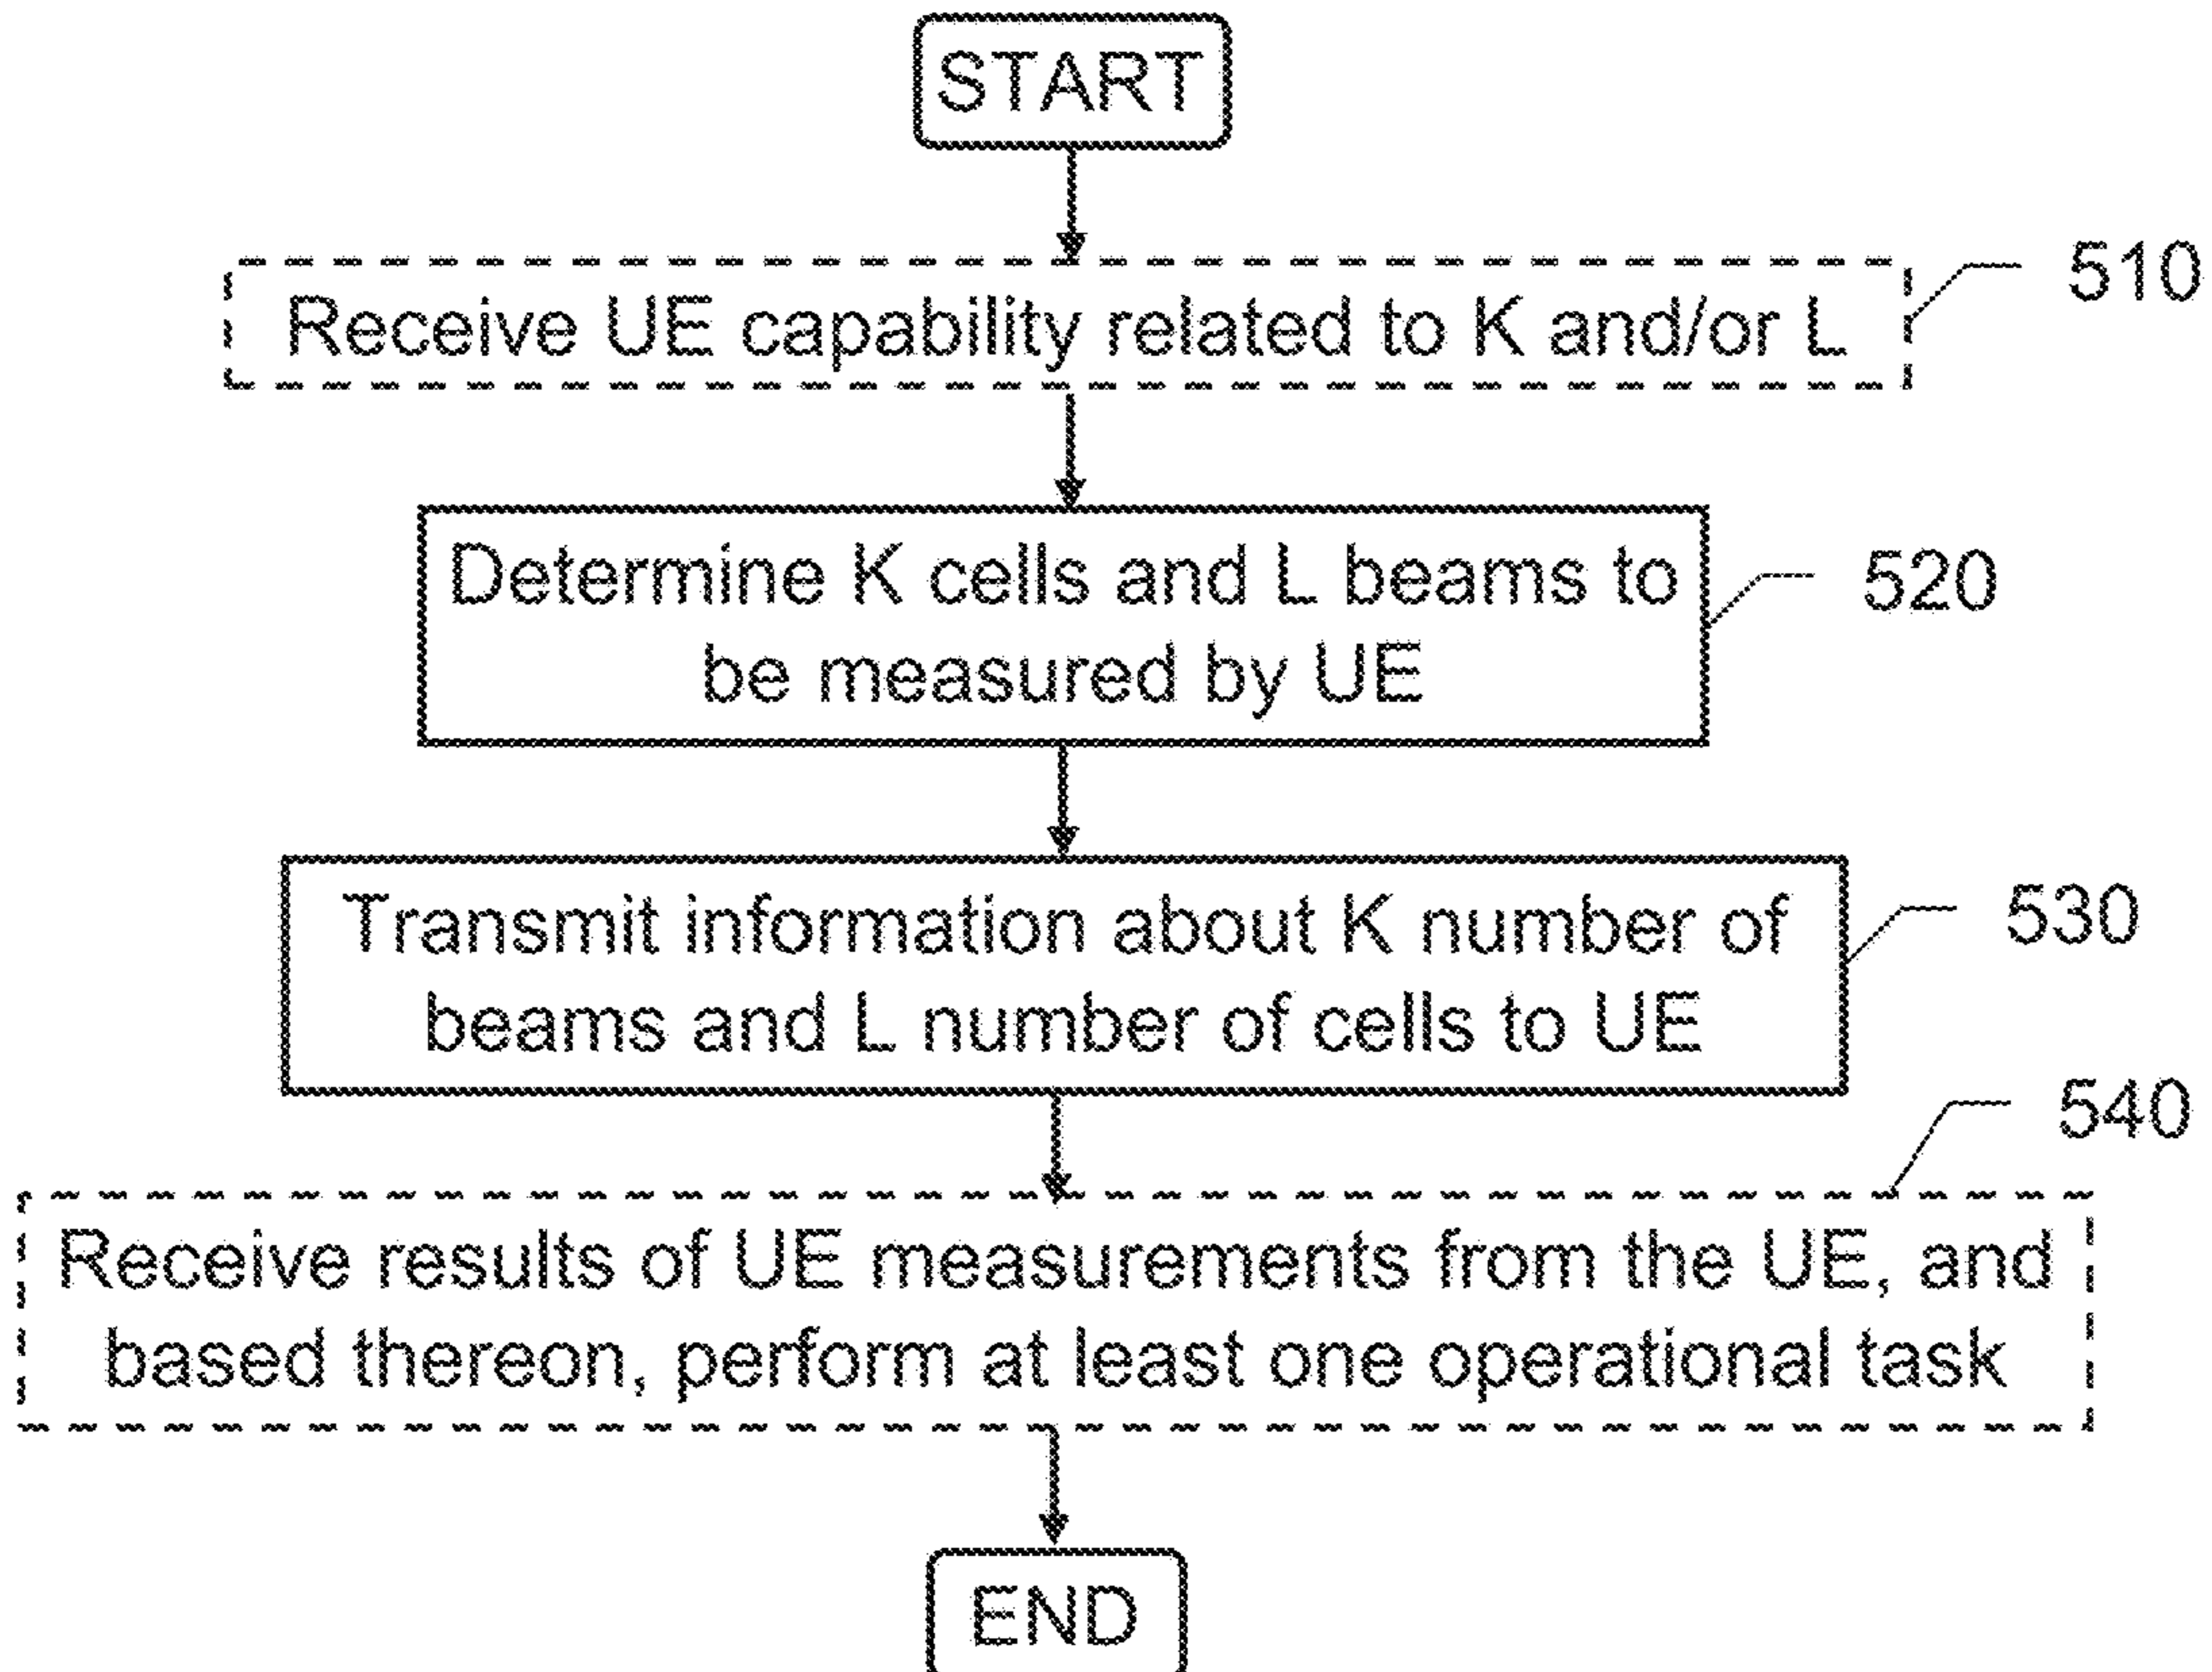 START
Receive UE capability related to K and/or L
510
Determine K cells and L beams to
be measured by UE
520
Transmit information about K number of
beams and L number of cells to UE
530
540
Receive results of UE measurements from the UE, and
based thereon, perform at least one operational task
END